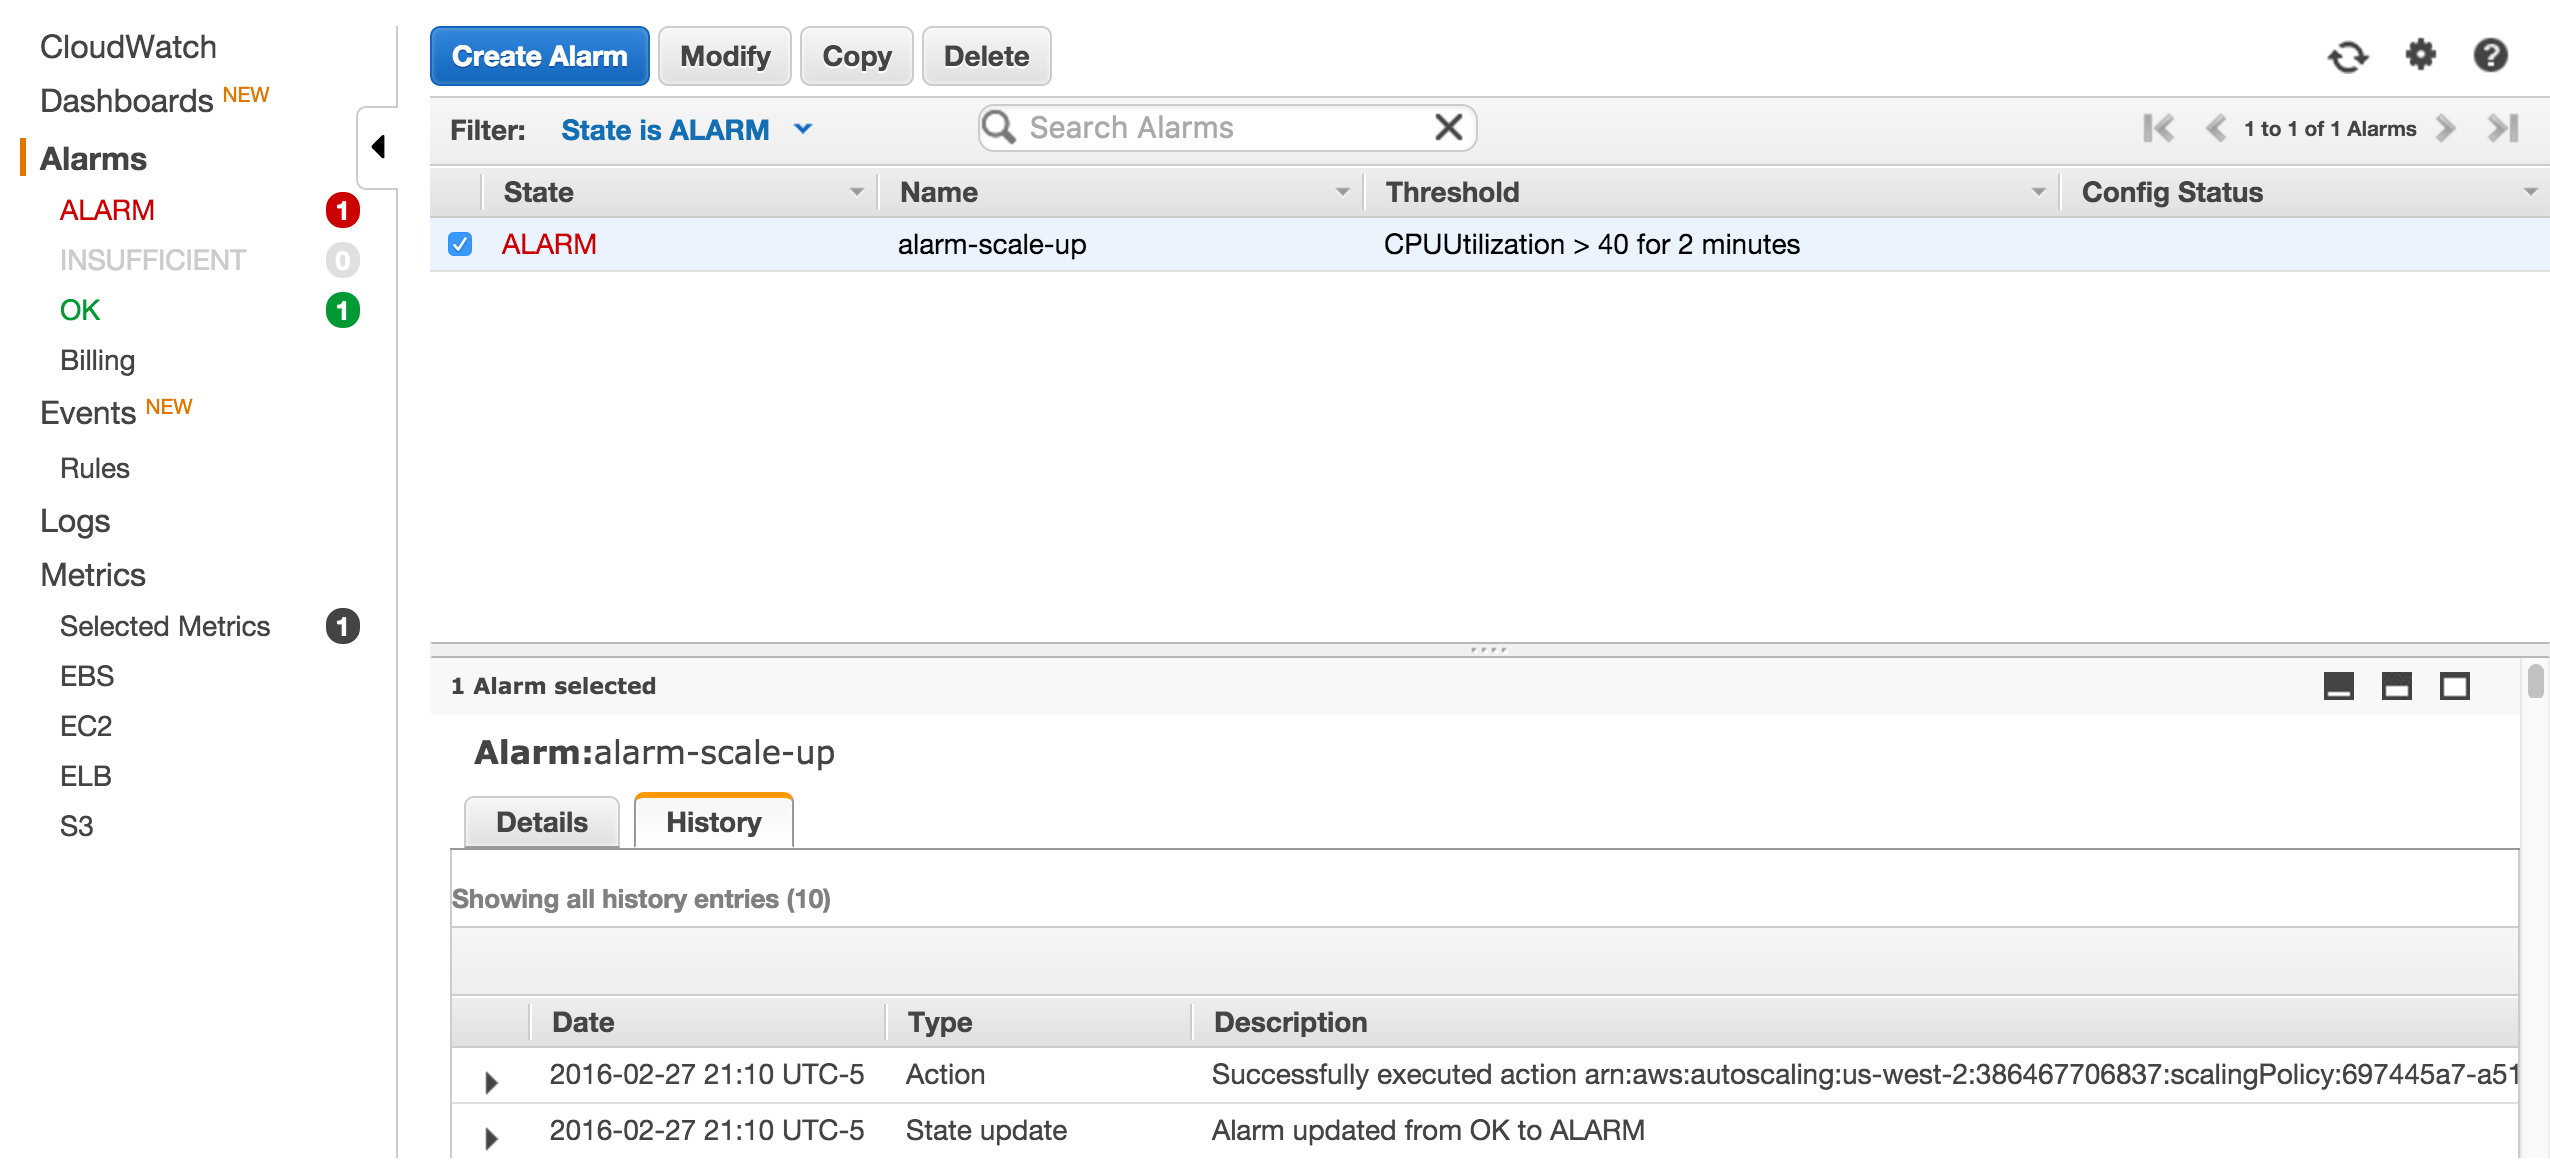 CloudWatch
Dashboards NEW
Alarms
ALARM 1
INSUFFICIENT 0
OK 1
Billing
Events NEW
Rules
Logs
Metrics
Selected Metrics 1
EBS
EC2
ELB
S3
Create Alarm Modify Copy Delete
Filter: State is ALARM Search Alarms 1 to 1 of 1 Alarms
State Name Threshold Config Status
ALARM alarm-scale-up CPUUtilization > 40 for 2 minutes
1 Alarm selected
Alarm:alarm-scale-up
Details History
Showing all history entries (10)
Date Type Description
2016-02-27 21:10 UTC-5 Action Successfully executed action arn:aws:autoscaling:us-west-2:386467706837:scalingPolicy:697445a7-a51
2016-02-27 21:10 UTC-5 State update Alarm updated from OK to ALARM